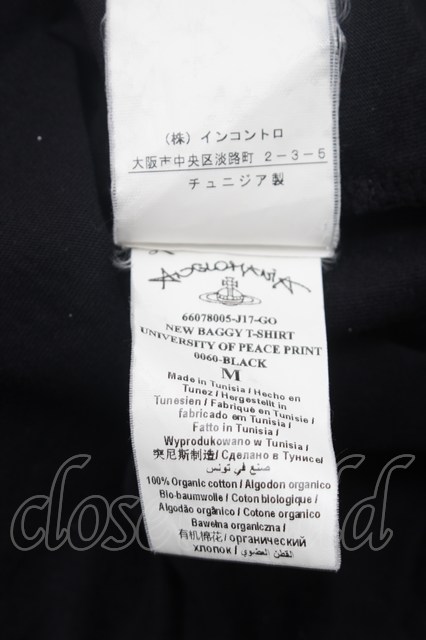 (株) インコントロ
大阪市中央区淡路町 2-3-5
チュニジア製
ANGLOMANIA
66078005-J17-GO
NEW BAGGY T-SHIRT
UNIVERSITY OF PEACE PRINT
0060-BLACK
M
Made in Tunisia / Hecho en
Tunez / Hergestellt in
Tunesien / Fabriqué en Tunisie /
fabricado em Tunisia /
Fatto in Tunisia /
Wyprodukowano w Tunisia /
突尼斯制造 / Сделано в Тунисе /
صنع في تونس
100% Organic cotton / Algodon organico /
Bio-baumwolle / Coton biologique /
Algodão orgânico / Cotone organico
Bawełna organiczna /
有机棉花 / органический
хлопок / القطن العضوي